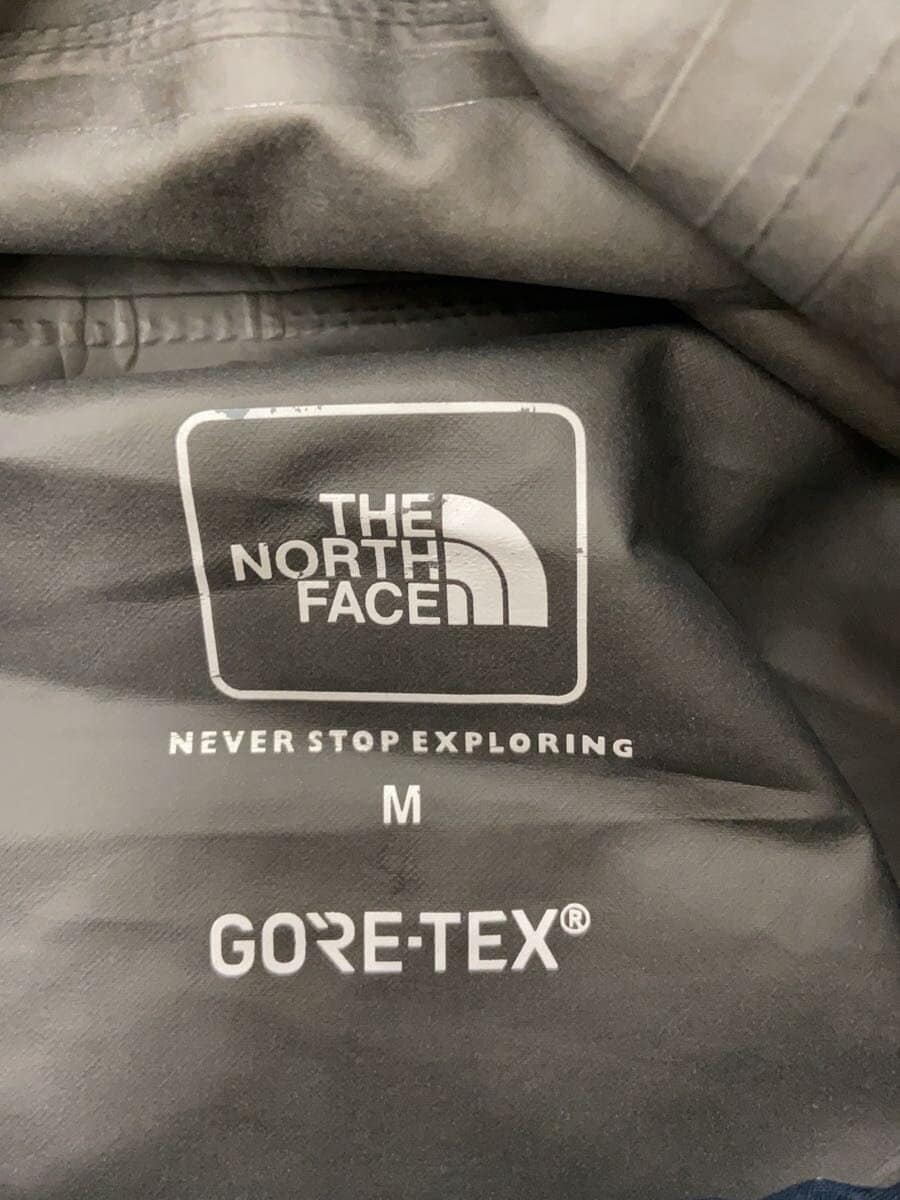 THE
NORTH
FACE
NEVER STOP EXPLORING
M
GORE-TEX®